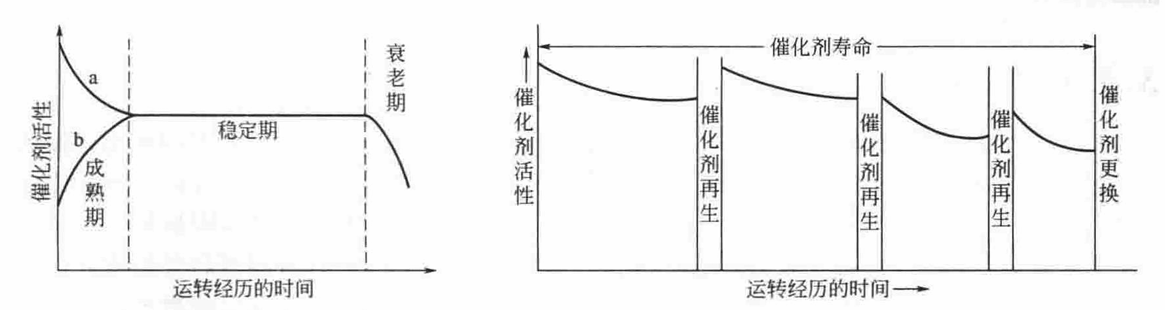 催化剂活性
a
b
成熟期
稳定期
衰老期
运转经历的时间
催化剂寿命
催化剂活性
催化剂再生
催化剂再生
催化剂再生
催化剂更换
运转经历的时间